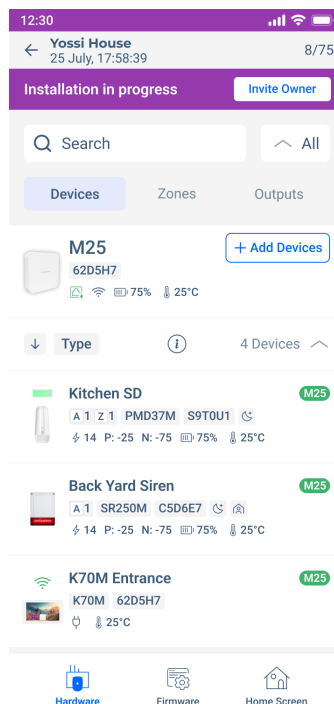 12:30
Yossi House
25 July, 17:58:39
8/75
Installation in progress
Invite Owner
Search
All
Devices
Zones
Outputs
M25
+ Add Devices
62D5H7
75%
25°C
Type
i
4 Devices
Kitchen SD
M25
A 1 Z 1 PMD37M S9T0U1
14 P: -25 N: -75 75% 25°C
Back Yard Siren
M25
A 1 SR250M C5D6E7
14 P: -25 N: -75 75% 25°C
K70M Entrance
M25
K70M 62D5H7
25°C
Hardware
Firmware
Home Screen